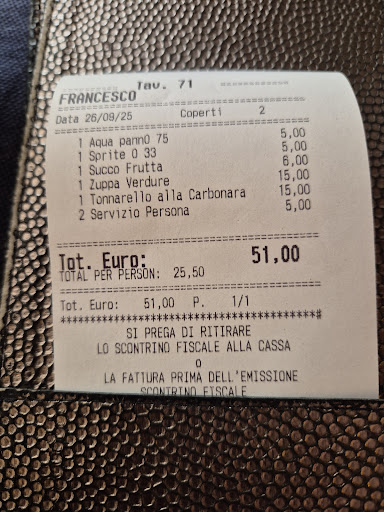 Tav. 71
FRANCESCO
Data 26/09/25 Coperti 2
1 Aqua pann0 75 5,00
1 Sprite 0 33 5,00
1 Succo Frutta 6,00
1 Zuppa Verdure 15,00
1 Tonnarello alla Carbonara 15,00
2 Servizio Persona 5,00
Tot. Euro: 51,00
TOTAL PER PERSON: 25,50
Tot. Euro: 51,00 P. 1/1
SI PREGA DI RITIRARE
LO SCONTRINO FISCALE ALLA CASSA
O
LA FATTURA PRIMA DELL'EMISSIONE
SCONTRINO FISCALE